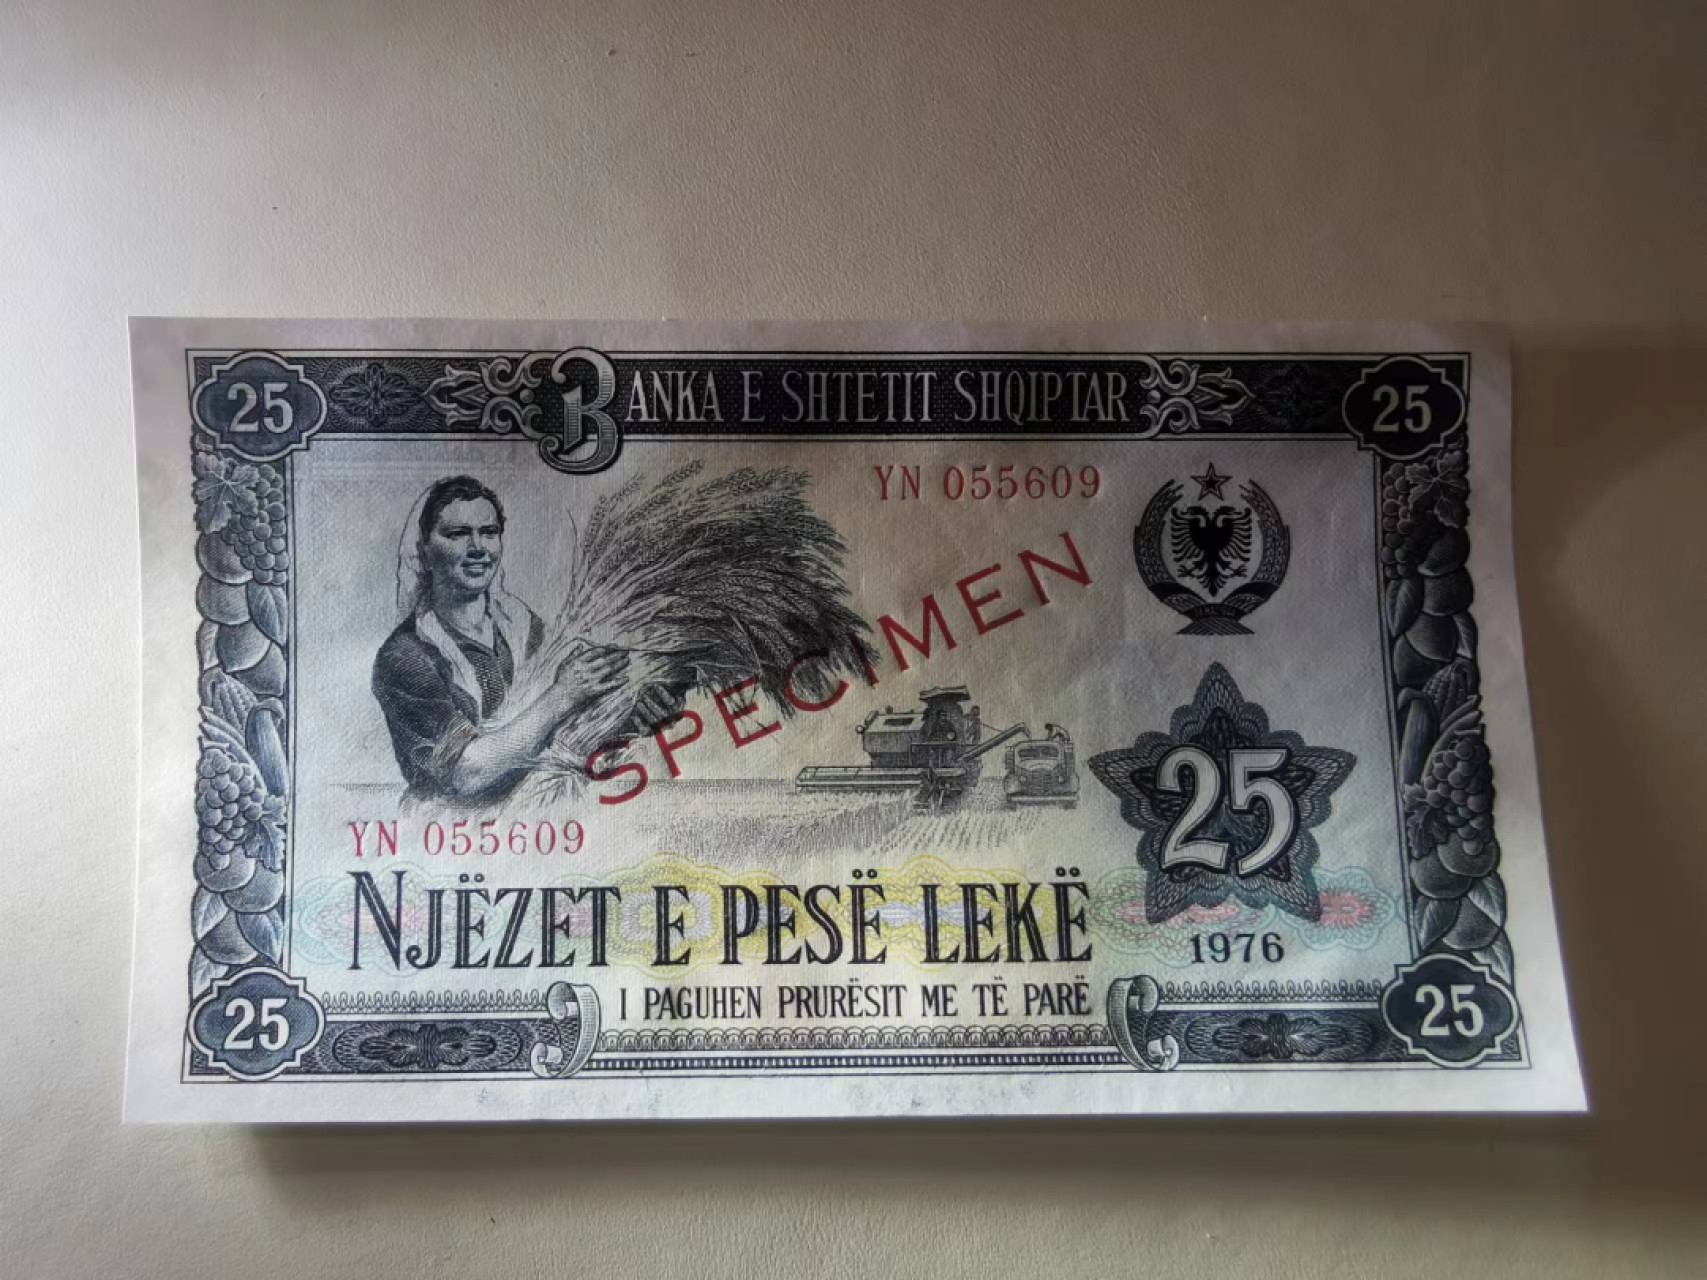 25 BANKA E SHTETIT SHQIPTAR 25
YN 055609
SPECIMEN
25
YN 055609
NJËZET E PESË LEKË
1976
25 I PAGUHEN PRURËSIT ME TË PARË 25